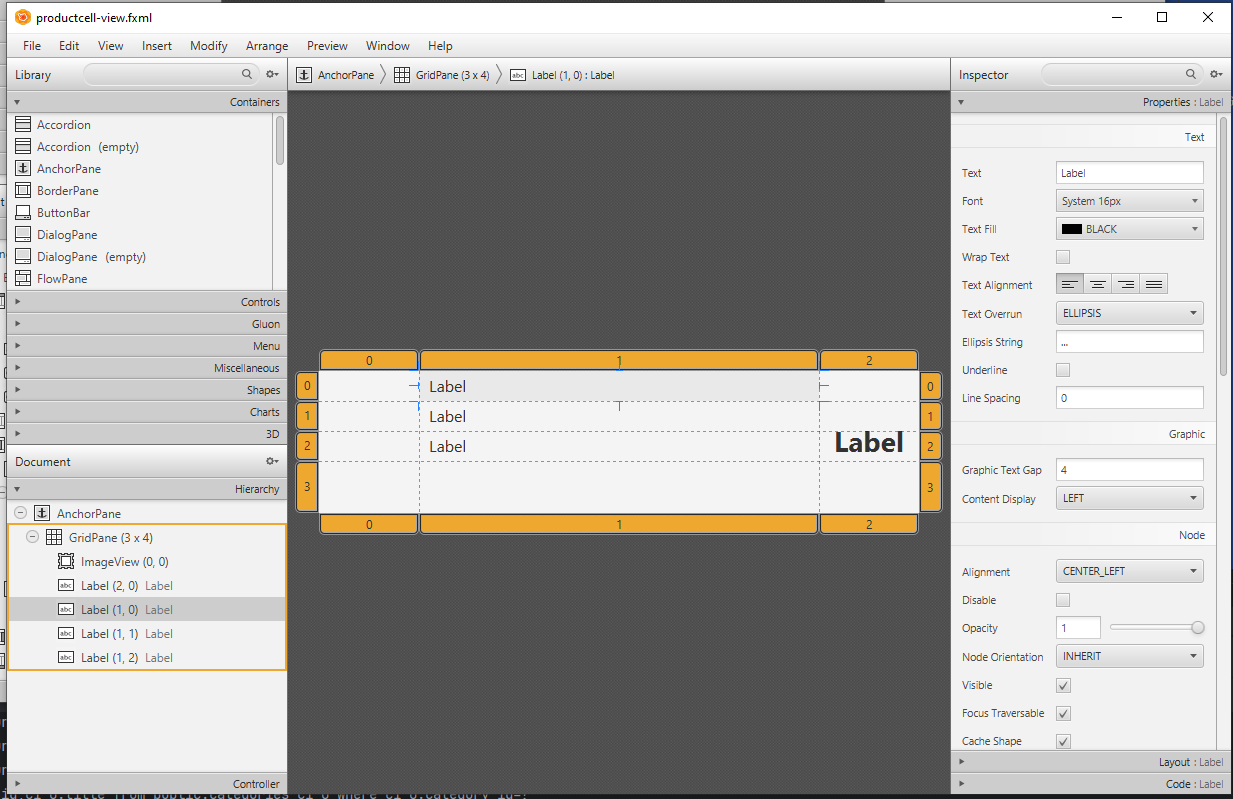 productcell-view.fxml
File Edit View Insert Modify Arrange Preview Window Help
Library
AnchorPane GridPane (3 x 4) abc Label (1, 0) : Label
Inspector
Containers
Accordion
Accordion (empty)
AnchorPane
BorderPane
ButtonBar
DialogPane
DialogPane (empty)
FlowPane
Controls
Gluon
Menu
Miscellaneous
Shapes
Charts
3D
Document
Hierarchy
AnchorPane
GridPane (3 x 4)
ImageView (0, 0)
abc Label (2, 0) Label
abc Label (1, 0) Label
abc Label (1, 1) Label
abc Label (1, 2) Label
Controller
0 1 2
0 Label 0
1 Label 1
2 Label Label 2
3 3
0 1 2
Properties : Label
Text
Text Label
Font System 16px
Text Fill BLACK
Wrap Text
Text Alignment
Text Overrun ELLIPSIS
Ellipsis String ...
Underline
Line Spacing 0
Graphic
Graphic Text Gap 4
Content Display LEFT
Node
Alignment CENTER_LEFT
Disable
Opacity 1
Node Orientation INHERIT
Visible
Focus Traversable
Cache Shape
Layout : Label
Code : Label